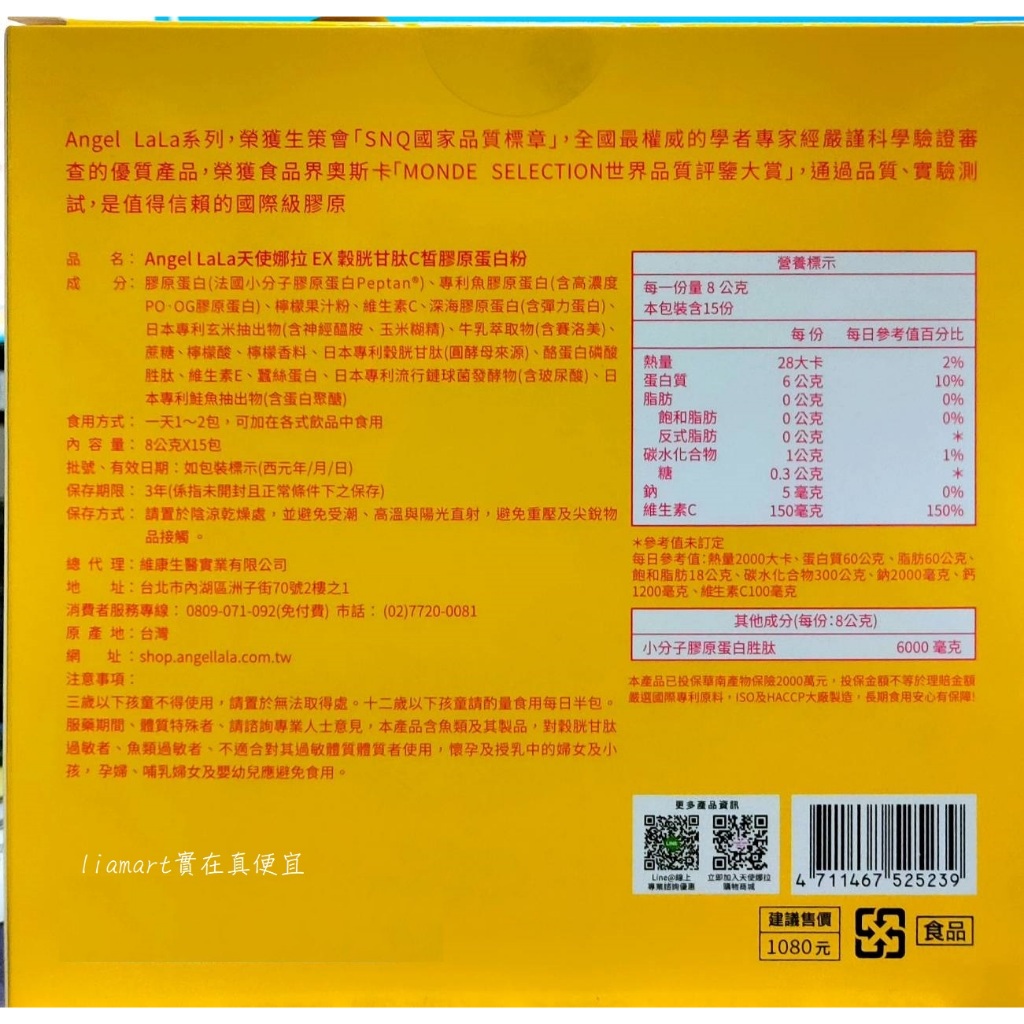 Angel LaLa系列，榮獲生策會「SNQ國家品質標章」，全國最權威的學者專家經嚴謹科學驗證審
查的優質產品，榮獲食品界奧斯卡「MONDE SELECTION世界品質評鑒大賞」，通過品質、實驗測
試，是值得信賴的國際級膠原
品 名： Angel LaLa天使娜拉 EX 穀胱甘肽C皙膠原蛋白粉
成 分： 膠原蛋白(法國小分子膠原蛋白Peptan®)、專利魚膠原蛋白(含高濃度
PO·OG膠原蛋白)、檸檬果汁粉、維生素C、深海膠原蛋白(含彈力蛋白)、
日本專利玄米抽出物(含神經醯胺、玉米糊精)、牛乳萃取物(含賽洛美)、
蔗糖、檸檬酸、檸檬香料、日本專利穀胱甘肽(圓酵母來源)、酪蛋白磷酸
胜肽、維生素E、蠶絲蛋白、日本專利流行鏈球菌發酵物(含玻尿酸)、日
本專利鮭魚抽出物(含蛋白聚醣)
食用方式： 一天1～2包，可加在各式飲品中食用
內 容 量： 8公克X15包
批號、有效日期：如包裝標示(西元年/月/日)
保存期限： 3年(係指未開封且正常條件下之保存)
保存方式： 請置於陰涼乾燥處，並避免受潮、高溫與陽光直射，避免重壓及尖銳物
品接觸。
總 代 理：維康生醫實業有限公司
地 址：台北市內湖區洲子街70號2樓之1
消費者服務專線： 0809-071-092(免付費) 市話： (02)7720-0081
原 產 地：台灣
網 址：shop.angellala.com.tw
注意事項：
三歲以下孩童不得使用，請置於無法取得處。十二歲以下孩童請酌量食用每日半包。
服藥期間、體質特殊者、請諮詢專業人士意見，本產品含魚類及其製品，對穀胱甘肽
過敏者、魚類過敏者、不適合對其過敏體質體質者使用，懷孕及授乳中的婦女及小
孩，孕婦、哺乳婦女及嬰幼兒應避免食用。
營養標示
每一份量 8 公克
本包裝含15份
每份 每日參考值百分比
熱量 28大卡 2%
蛋白質 6 公克 10%
脂肪 0 公克 0%
飽和脂肪 0 公克 0%
反式脂肪 0 公克 ＊
碳水化合物 1公克 1%
糖 0.3 公克 ＊
鈉 5 毫克 0%
維生素C 150毫克 150%
＊參考值未訂定
每日參考值：熱量2000大卡、蛋白質60公克、脂肪60公克、
飽和脂肪18公克、碳水化合物300公克、鈉2000毫克、鈣
1200毫克、維生素C100毫克
其他成分(每份：8公克)
小分子膠原蛋白胜肽 6000 毫克
本產品已投保華南產物保險2000萬元，投保金額不等於理賠金額
嚴選國際專利原料，ISO及HACCP大廠製造，長期食用安心有保障!
更多產品資訊
Line@線上
專業諮詢優惠
立即加入天使娜拉
購物商城
4 711467 525239
建議售價
1080元
食品
liamart實在真便宜